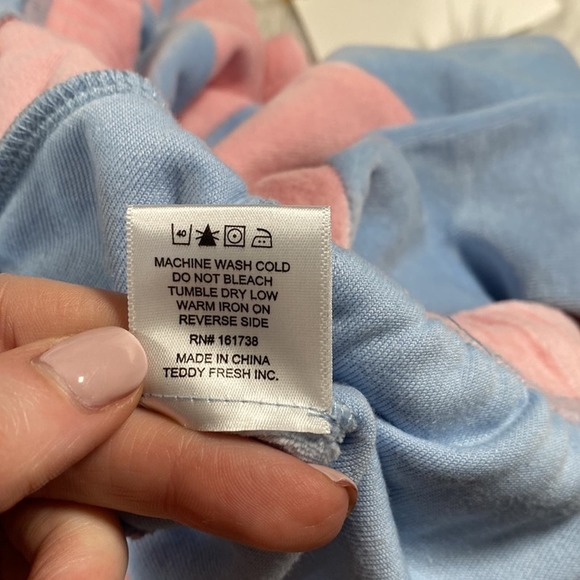 40
MACHINE WASH COLD
DO NOT BLEACH
TUMBLE DRY LOW
WARM IRON ON
REVERSE SIDE
RN# 161738
MADE IN CHINA
TEDDY FRESH INC.